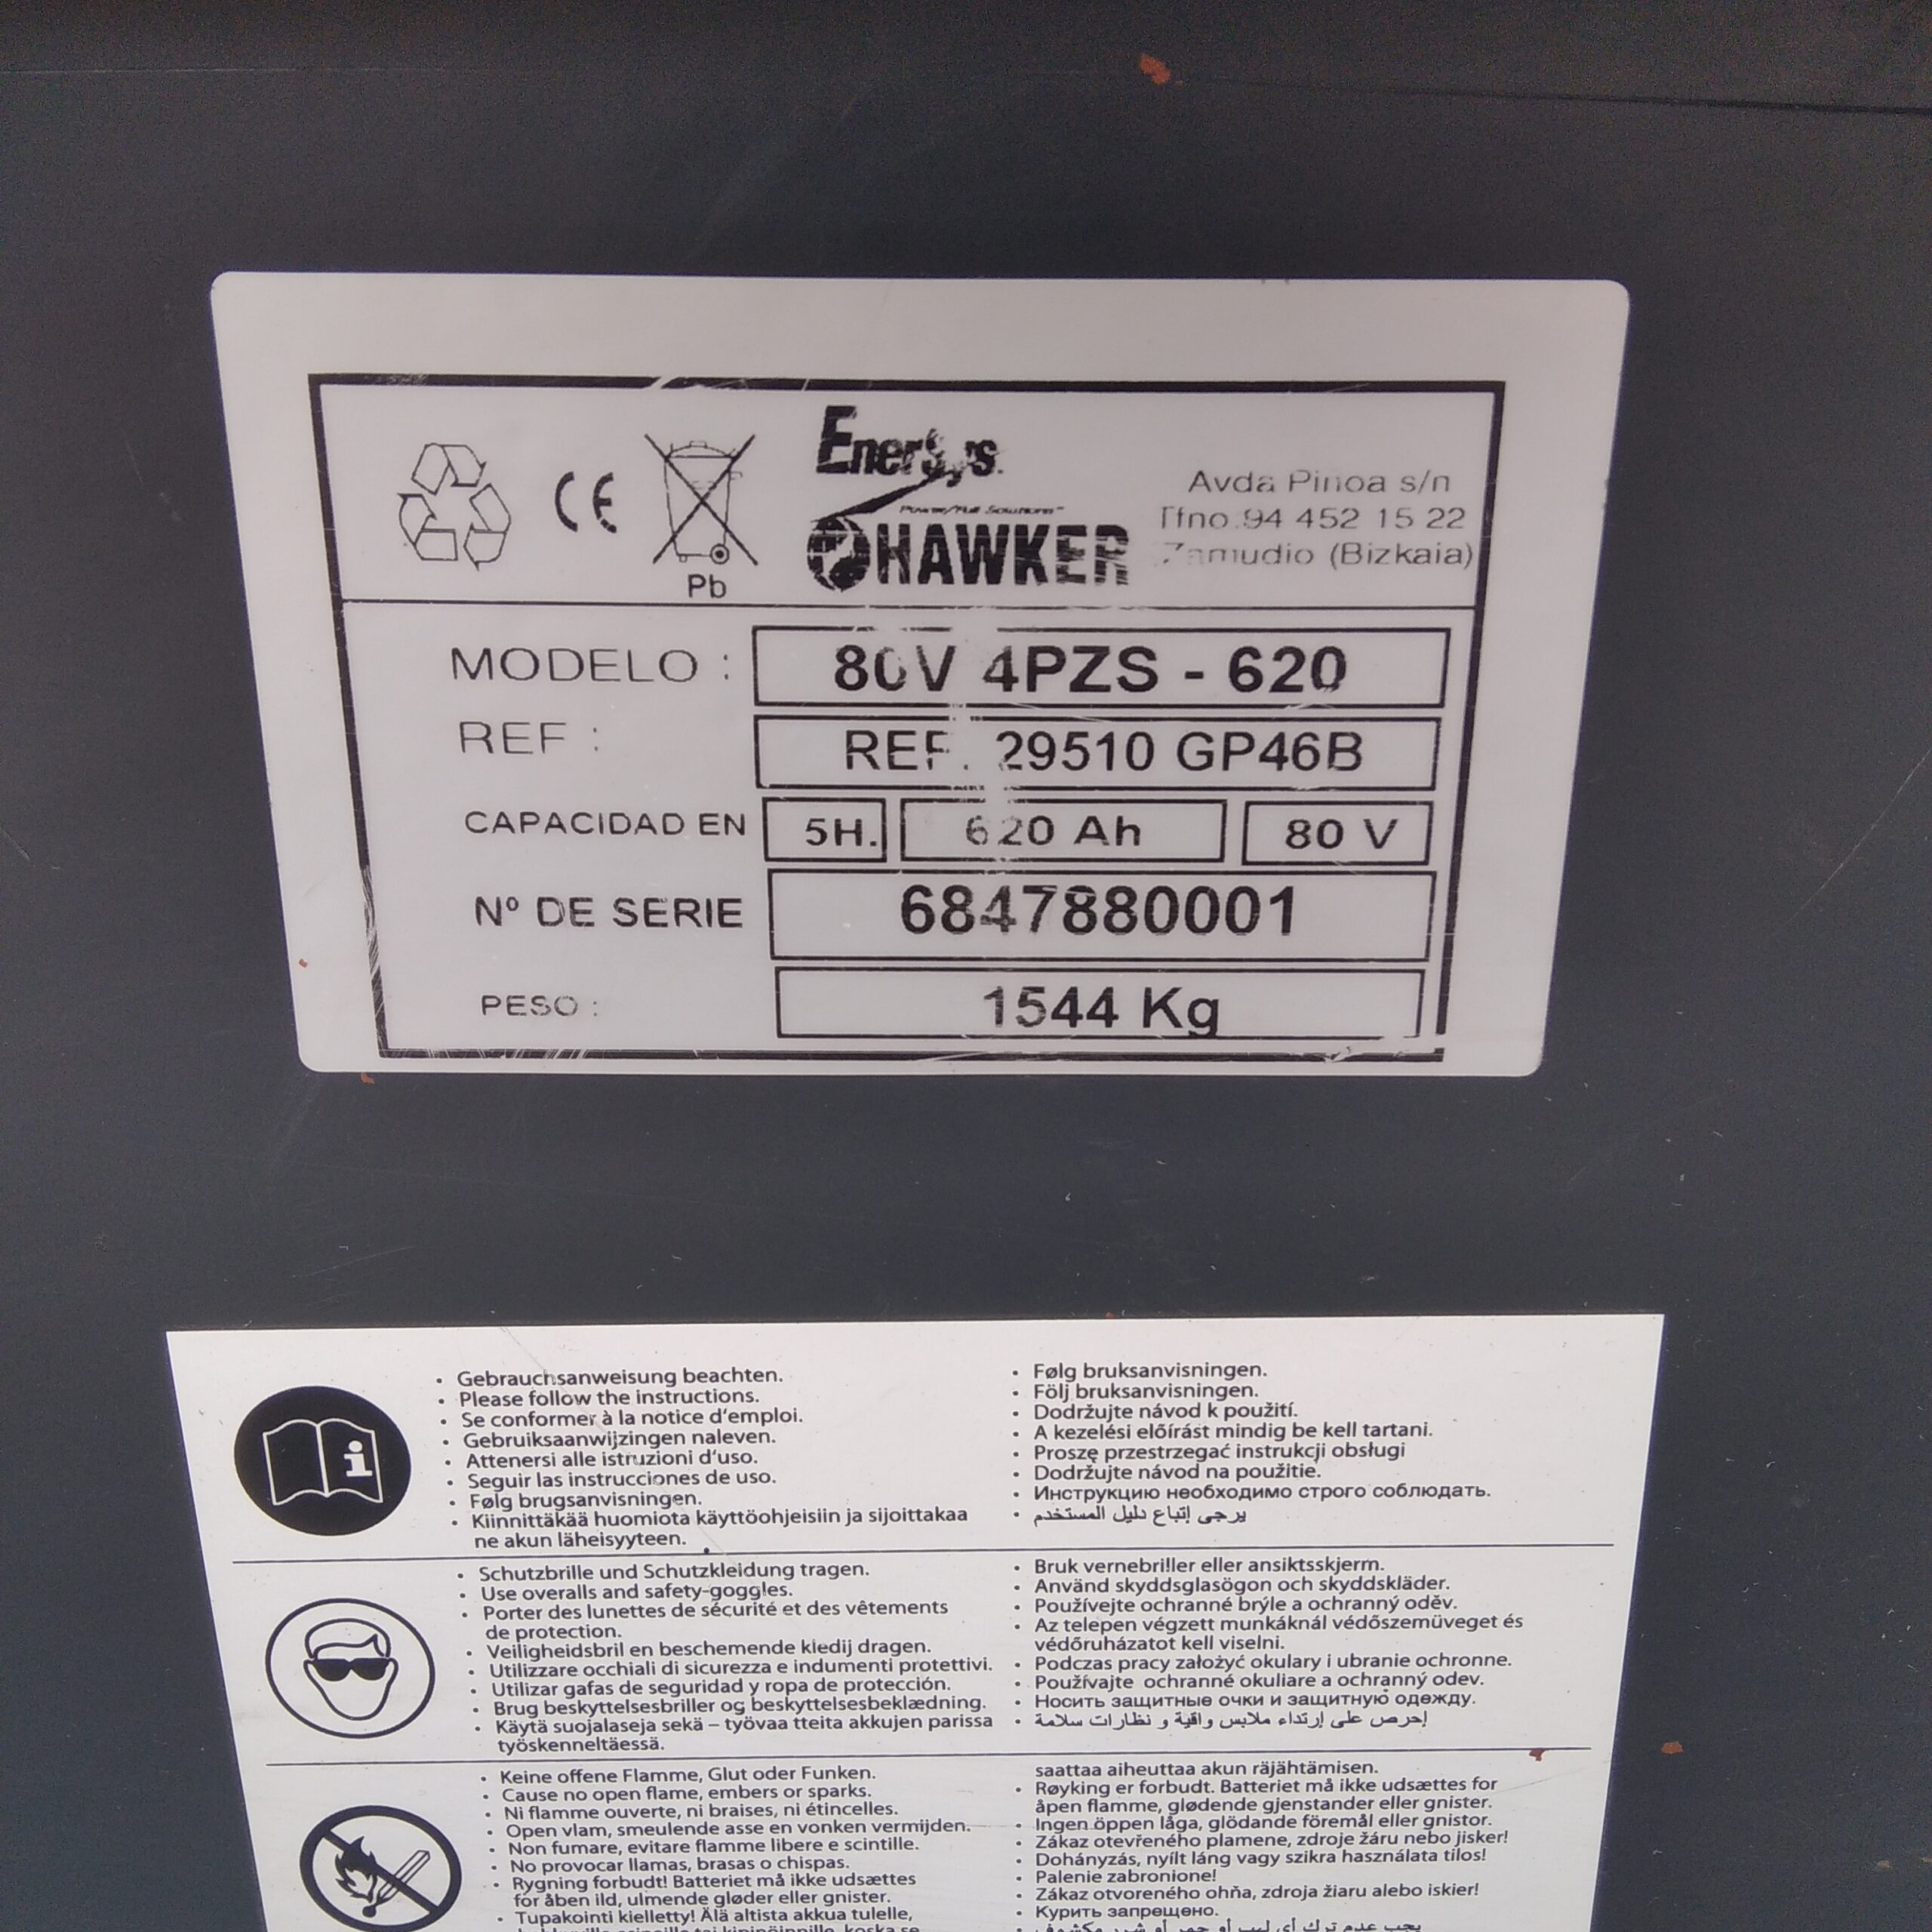 EnerSys.
Power/Full Solutions™
HAWKER
Avda Pinoa s/n
Tfno.94 452 15 22
Zamudio (Bizkaia)
CE
Pb
MODELO : 80V 4PZS - 620
REF : REF. 29510 GP46B
CAPACIDAD EN 5H. 620 Ah 80 V
Nº DE SERIE 6847880001
PESO : 1544 Kg
• Gebrauchsanweisung beachten.
• Please follow the instructions.
• Se conformer à la notice d'emploi.
• Gebruiksaanwijzingen naleven.
• Attenersi alle istruzioni d'uso.
• Seguir las instrucciones de uso.
• Følg brugsanvisningen.
• Kiinnittäkää huomiota käyttöohjeisiin ja sijoittakaa
ne akun läheisyyteen.
• Følg bruksanvisningen.
• Följ bruksanvisningen.
• Dodržujte návod k použití.
• A kezelési előírást mindig be kell tartani.
• Proszę przestrzegać instrukcji obsługi
• Dodržujte návod na použitie.
• Инструкцию необходимо строго соблюдать.
• يرجى إتباع دليل المستخدم
• Schutzbrille und Schutzkleidung tragen.
• Use overalls and safety-goggles.
• Porter des lunettes de sécurité et des vêtements
de protection.
• Veiligheidsbril en beschemende kledij dragen.
• Utilizzare occhiali di sicurezza e indumenti protettivi.
• Utilizar gafas de seguridad y ropa de protección.
• Brug beskyttelsesbriller og beskyttelsesbeklædning.
• Käytä suojalaseja sekä – työvaa tteita akkujen parissa
työskenneltäessä.
• Bruk vernebriller eller ansiktsskjerm.
• Använd skyddsglasögon och skyddskläder.
• Používejte ochranné brýle a ochranný oděv.
• Az telepen végzett munkáknál védőszemüveget és
védőruházatot kell viselni.
• Podczas pracy założyć okulary i ubranie ochronne.
• Používajte ochranné okuliare a ochranný odev.
• Носить защитные очки и защитную одежду.
• إحرص على إرتداء ملابس واقية و نظارات سلامة
• Keine offene Flamme, Glut oder Funken.
• Cause no open flame, embers or sparks.
• Ni flamme ouverte, ni braises, ni étincelles.
• Open vlam, smeulende asse en vonken vermijden.
• Non fumare, evitare flamme libere e scintille.
• No provocar llamas, brasas o chispas.
• Rygning forbudt! Batteriet må ikke udsættes
for åben ild, ulmende gløder eller gnister.
• Tupakointi kielletty! Älä altista akkua tulelle,
saattaa aiheuttaa akun räjähtämisen.
• Røyking er forbudt. Batteriet må ikke udsættes for
åpen flamme, glødende gjenstander eller gnister.
• Ingen öppen låga, glödande föremål eller gnistor.
• Zákaz otevřeného plamene, zdroje žáru nebo jisker!
• Dohányzás, nyílt láng vagy szikra használata tilos!
• Palenie zabronione!
• Zákaz otvoreného ohňa, zdroja žiaru alebo iskier!
• Курить запрещено.